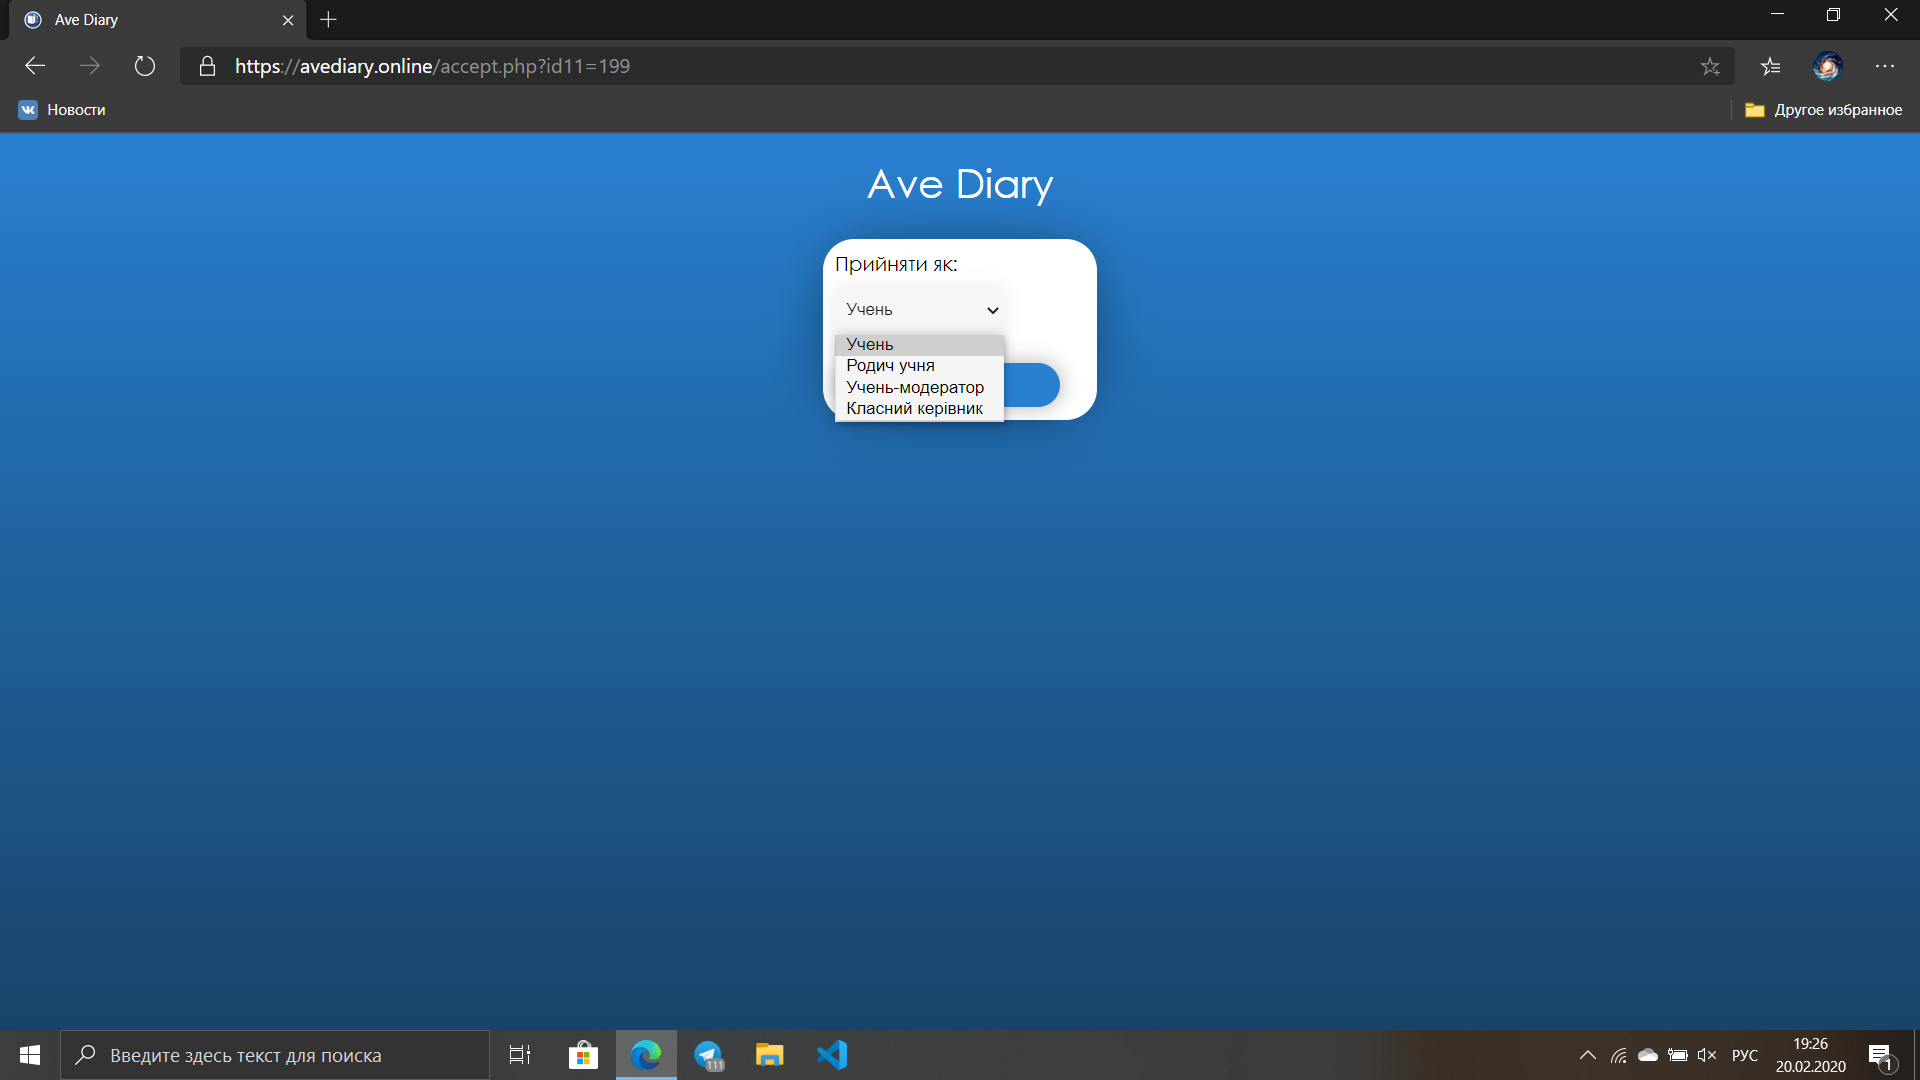 Ave Diary
https://avediary.online/accept.php?id11=199
Новости
Другое избранное
Ave Diary
Прийняти як:
Учень
Учень
Родич учня
Учень-модератор
Класний керівник
Введите здесь текст для поиска
111
РУС
19:26
20.02.2020
1